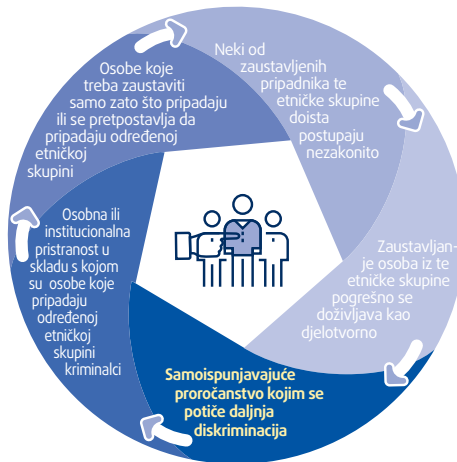 Osobe koje
treba zaustaviti
samo zato što pripadaju
ili se pretpostavlja da
pripadaju određenoj
etničkoj
skupini
Neki od
zaustavljenih
pripadnika te
etničke skupine
doista
postupaju
nezakonito
Zaustavljan-
je osoba iz te
etničke skupine
pogrešno se
doživljava kao
djelotvorno
Samoispunjavajuće
proročanstvo kojim se
potiče daljnja
diskriminacija
Osobna ili
institucionalna
pristranost u
skladu s kojom
su osobe koje
pripadaju
određenoj
etničkoj
skupini
kriminalci